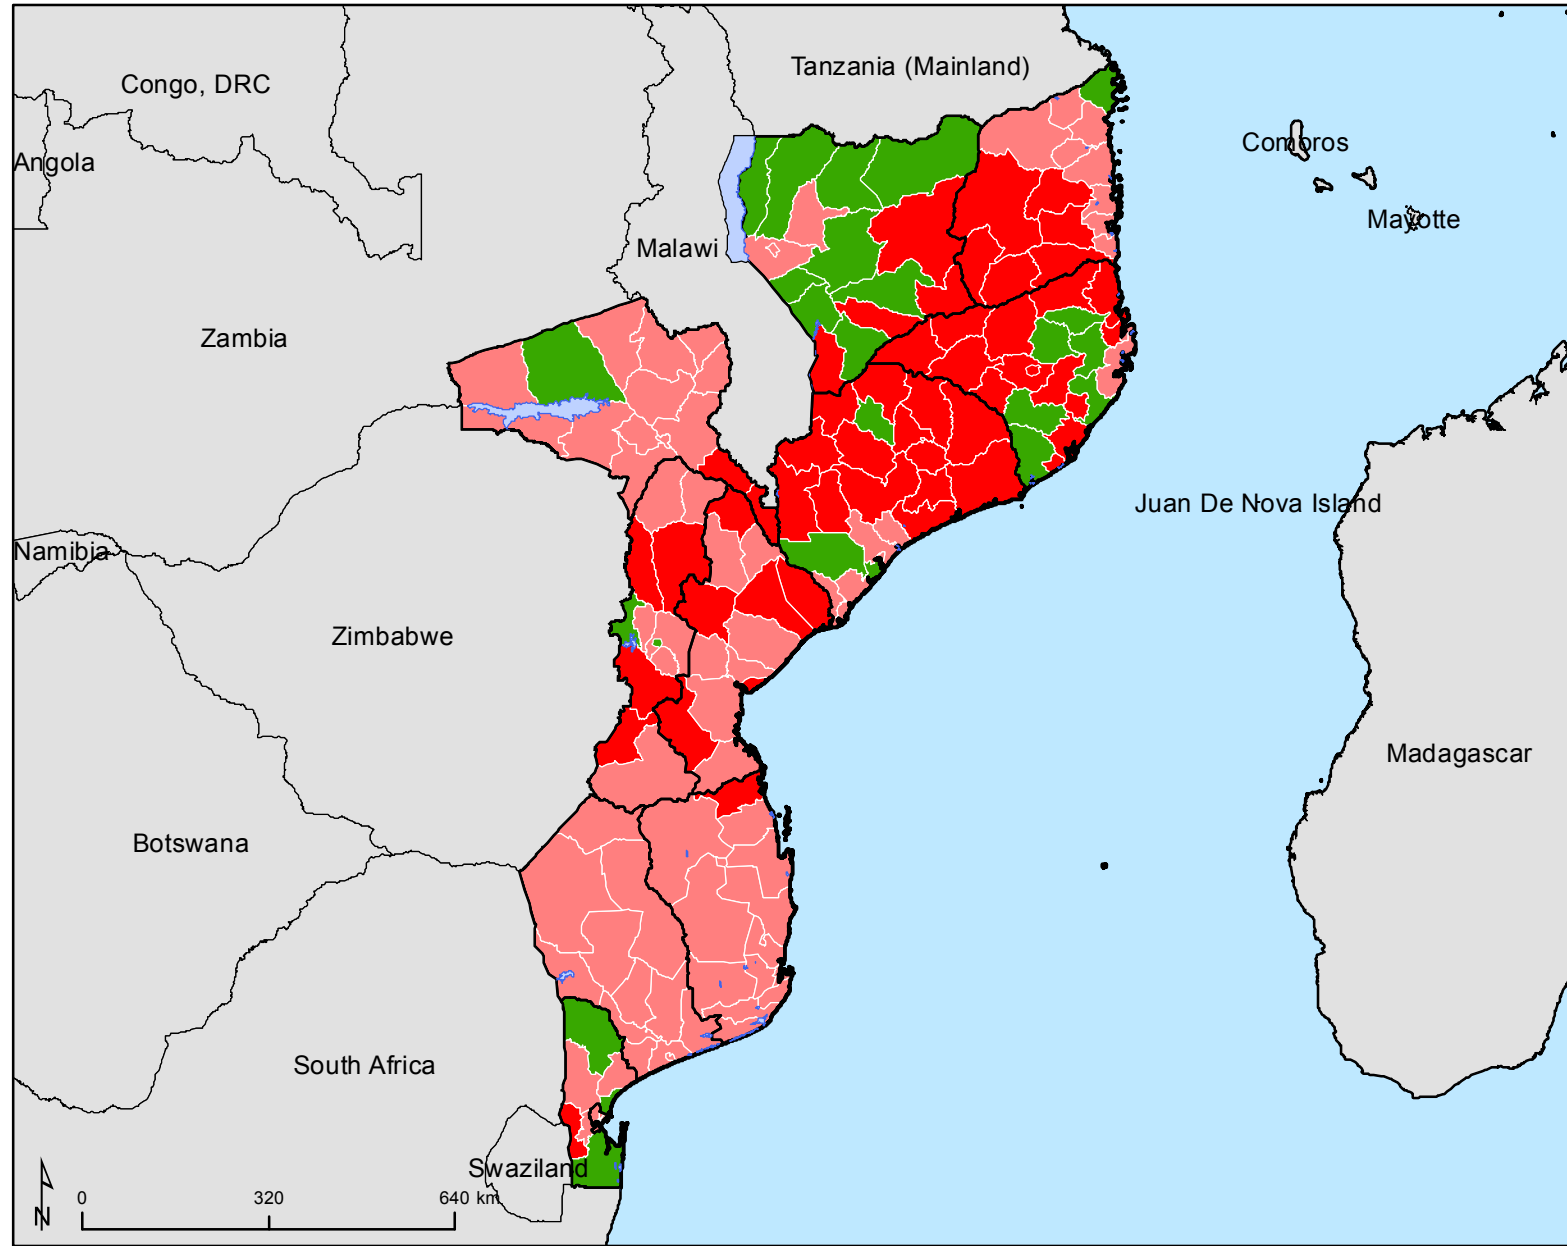 Tanzania (Mainland)
Congo, DRC
Comoros
Angola
Mayotte
Malawi
Zambia
Juan De Nova Island
Namibia
Zimbabwe
Madagascar
Botswana
South Africa
Swaziland
0 320 640 km
N